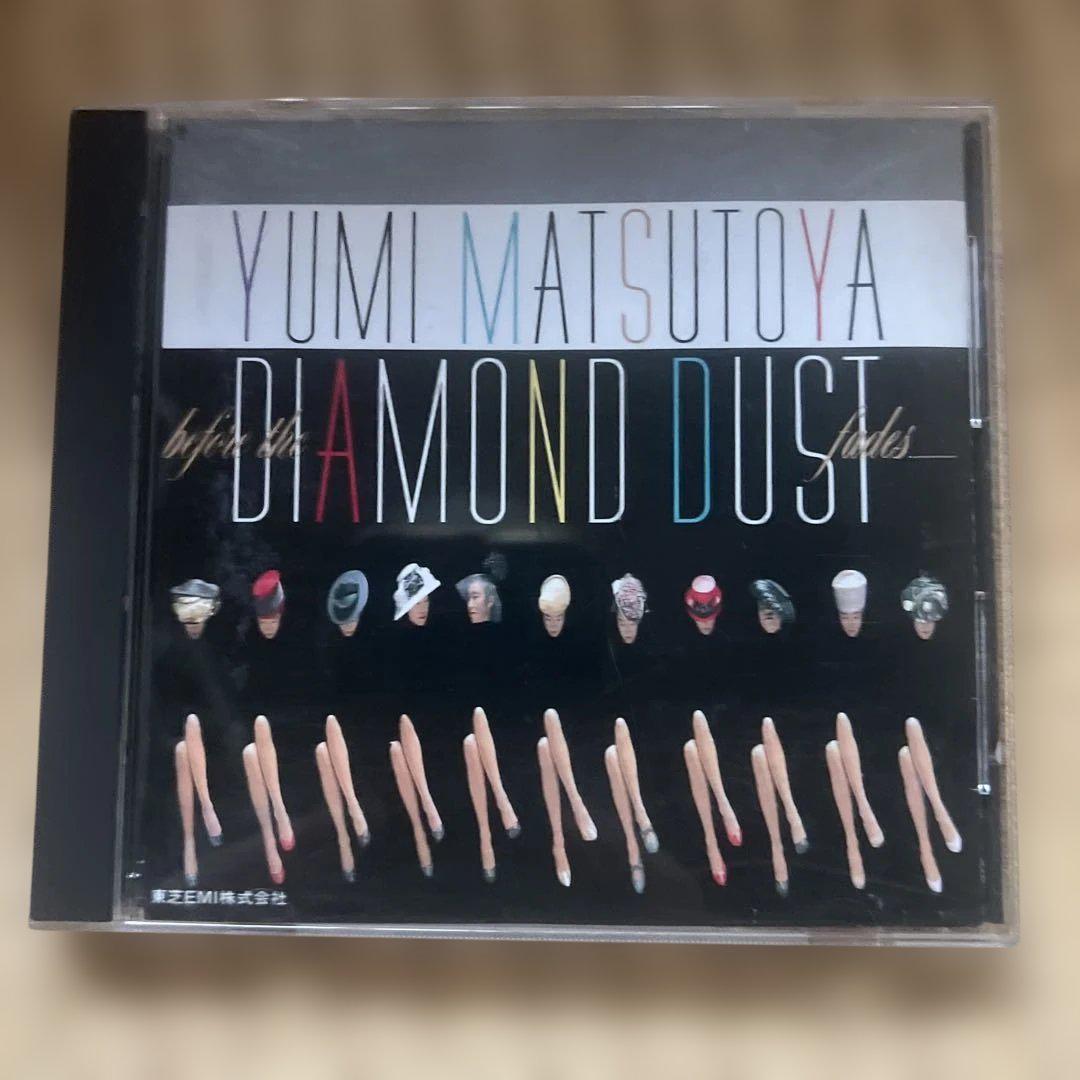 YUMI MATSUTOYA
DIAMOND DUST
before the fades
東芝EMI株式会社